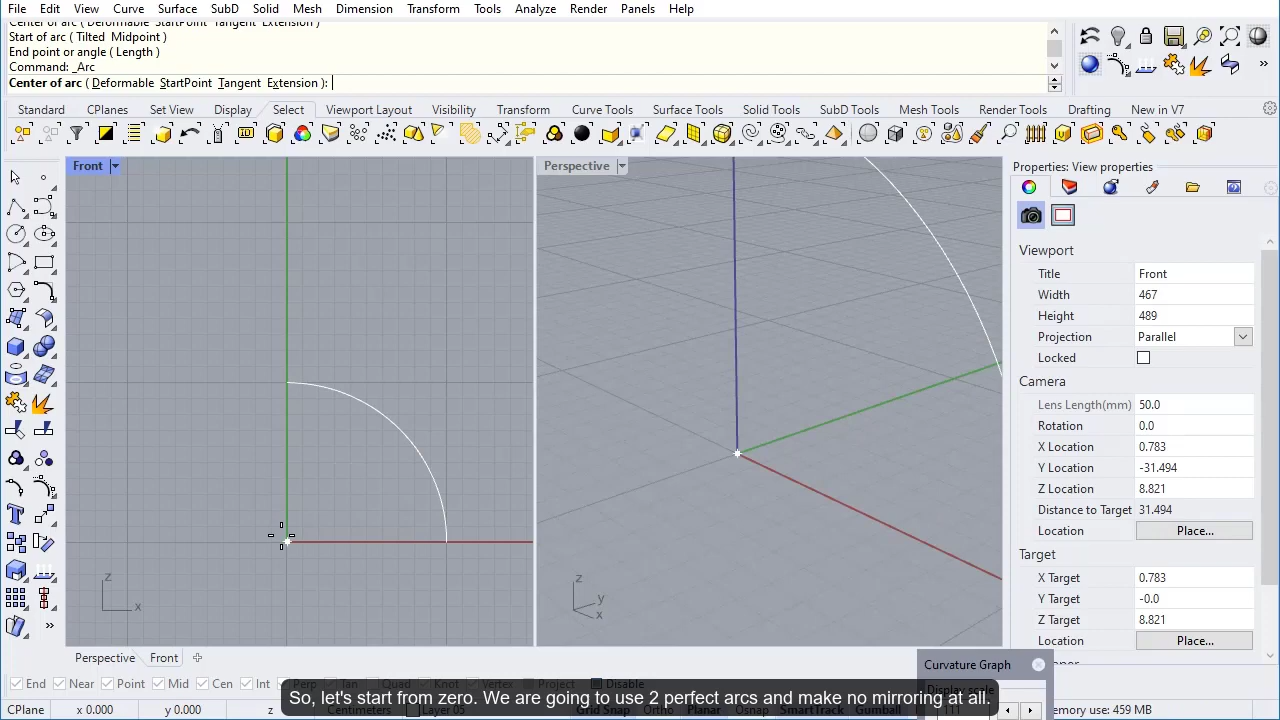 File Edit View Curve Surface SubD Solid Mesh Dimension Transform Tools Analyze Render Panels Help
Center of arc ( Deformable StartPoint Tangent Extension )
Start of arc ( Tilted Midpoint )
End point or angle ( Length )
Command: _Arc
Center of arc ( Deformable StartPoint Tangent Extension ):
Standard CPlanes Set View Display Select Viewport Layout Visibility Transform Curve Tools Surface Tools Solid Tools SubD Tools Mesh Tools Render Tools Drafting New in V7
Front
Perspective
Properties: View properties
Viewport
Title Front
Width 467
Height 489
Projection Parallel
Locked
Camera
Lens Length(mm) 50.0
Rotation 0.0
X Location 0.783
Y Location -31.494
Z Location 8.821
Distance to Target 31.494
Location Place...
Target
X Target 0.783
Y Target -0.0
Z Target 8.821
Location Place...
z
x
z
y
x
Perspective Front
Curvature Graph
End Near Point Mid Cen Int Perp Tan Quad Knot Vertex Project Disable
Display scale
So, let's start from zero. We are going to use 2 perfect arcs and make no mirroring at all.
CPlane x 0.000 y 0.000 z Centimeters Layer 05 Grid Snap Ortho Planar Osnap SmartTrack Gumball
Memory use: 459 MB